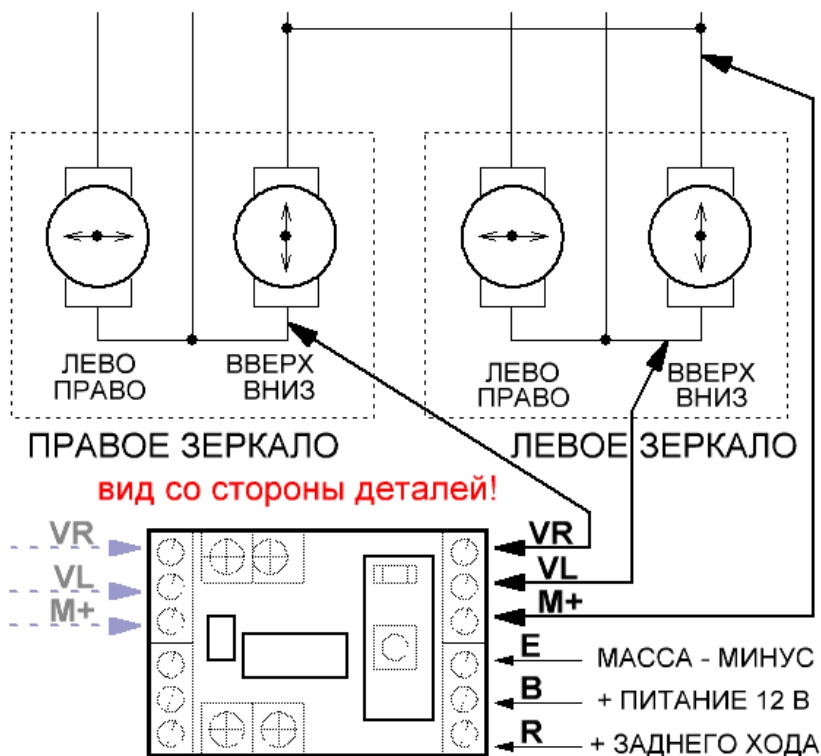 ЛЕВО ПРАВО
ВВЕРХ ВНИЗ
ЛЕВО ПРАВО
ВВЕРХ ВНИЗ
ПРАВОЕ ЗЕРКАЛО
ЛЕВОЕ ЗЕРКАЛО
вид со стороны деталей!
VR
VL
M+
VR
VL
M+
E МАССА - МИНУС
B + ПИТАНИЕ 12 В
R + ЗАДНЕГО ХОДА